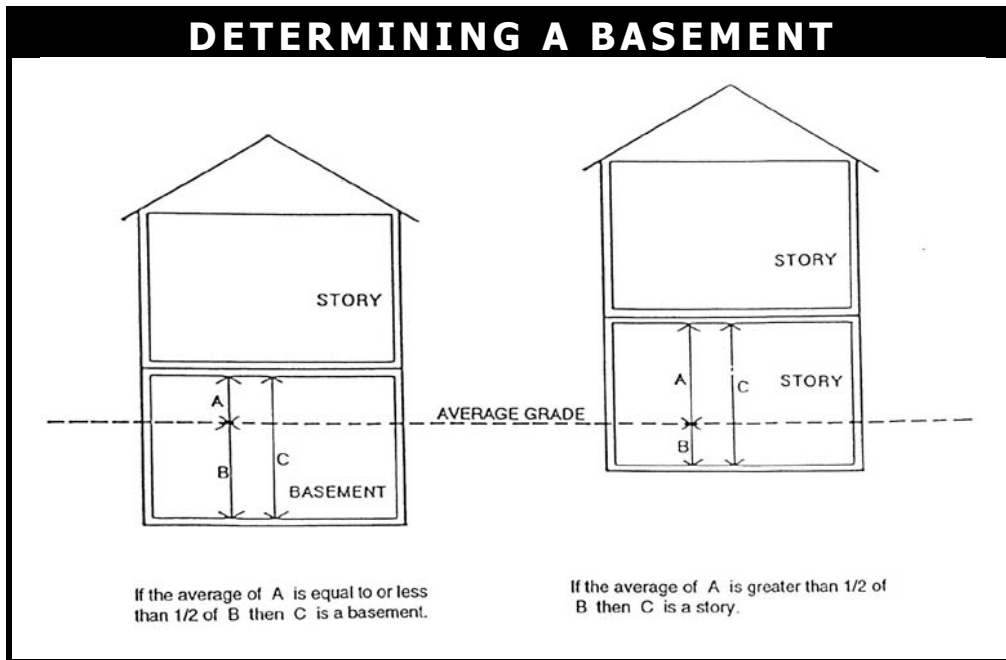 DETERMINING A BASEMENT
STORY
STORY
A
C
STORY
AVERAGE GRADE
B
A
B
C
BASEMENT
If the average of A is equal to or less
than 1/2 of B then C is a basement.
If the average of A is greater than 1/2 of
B then C is a story.